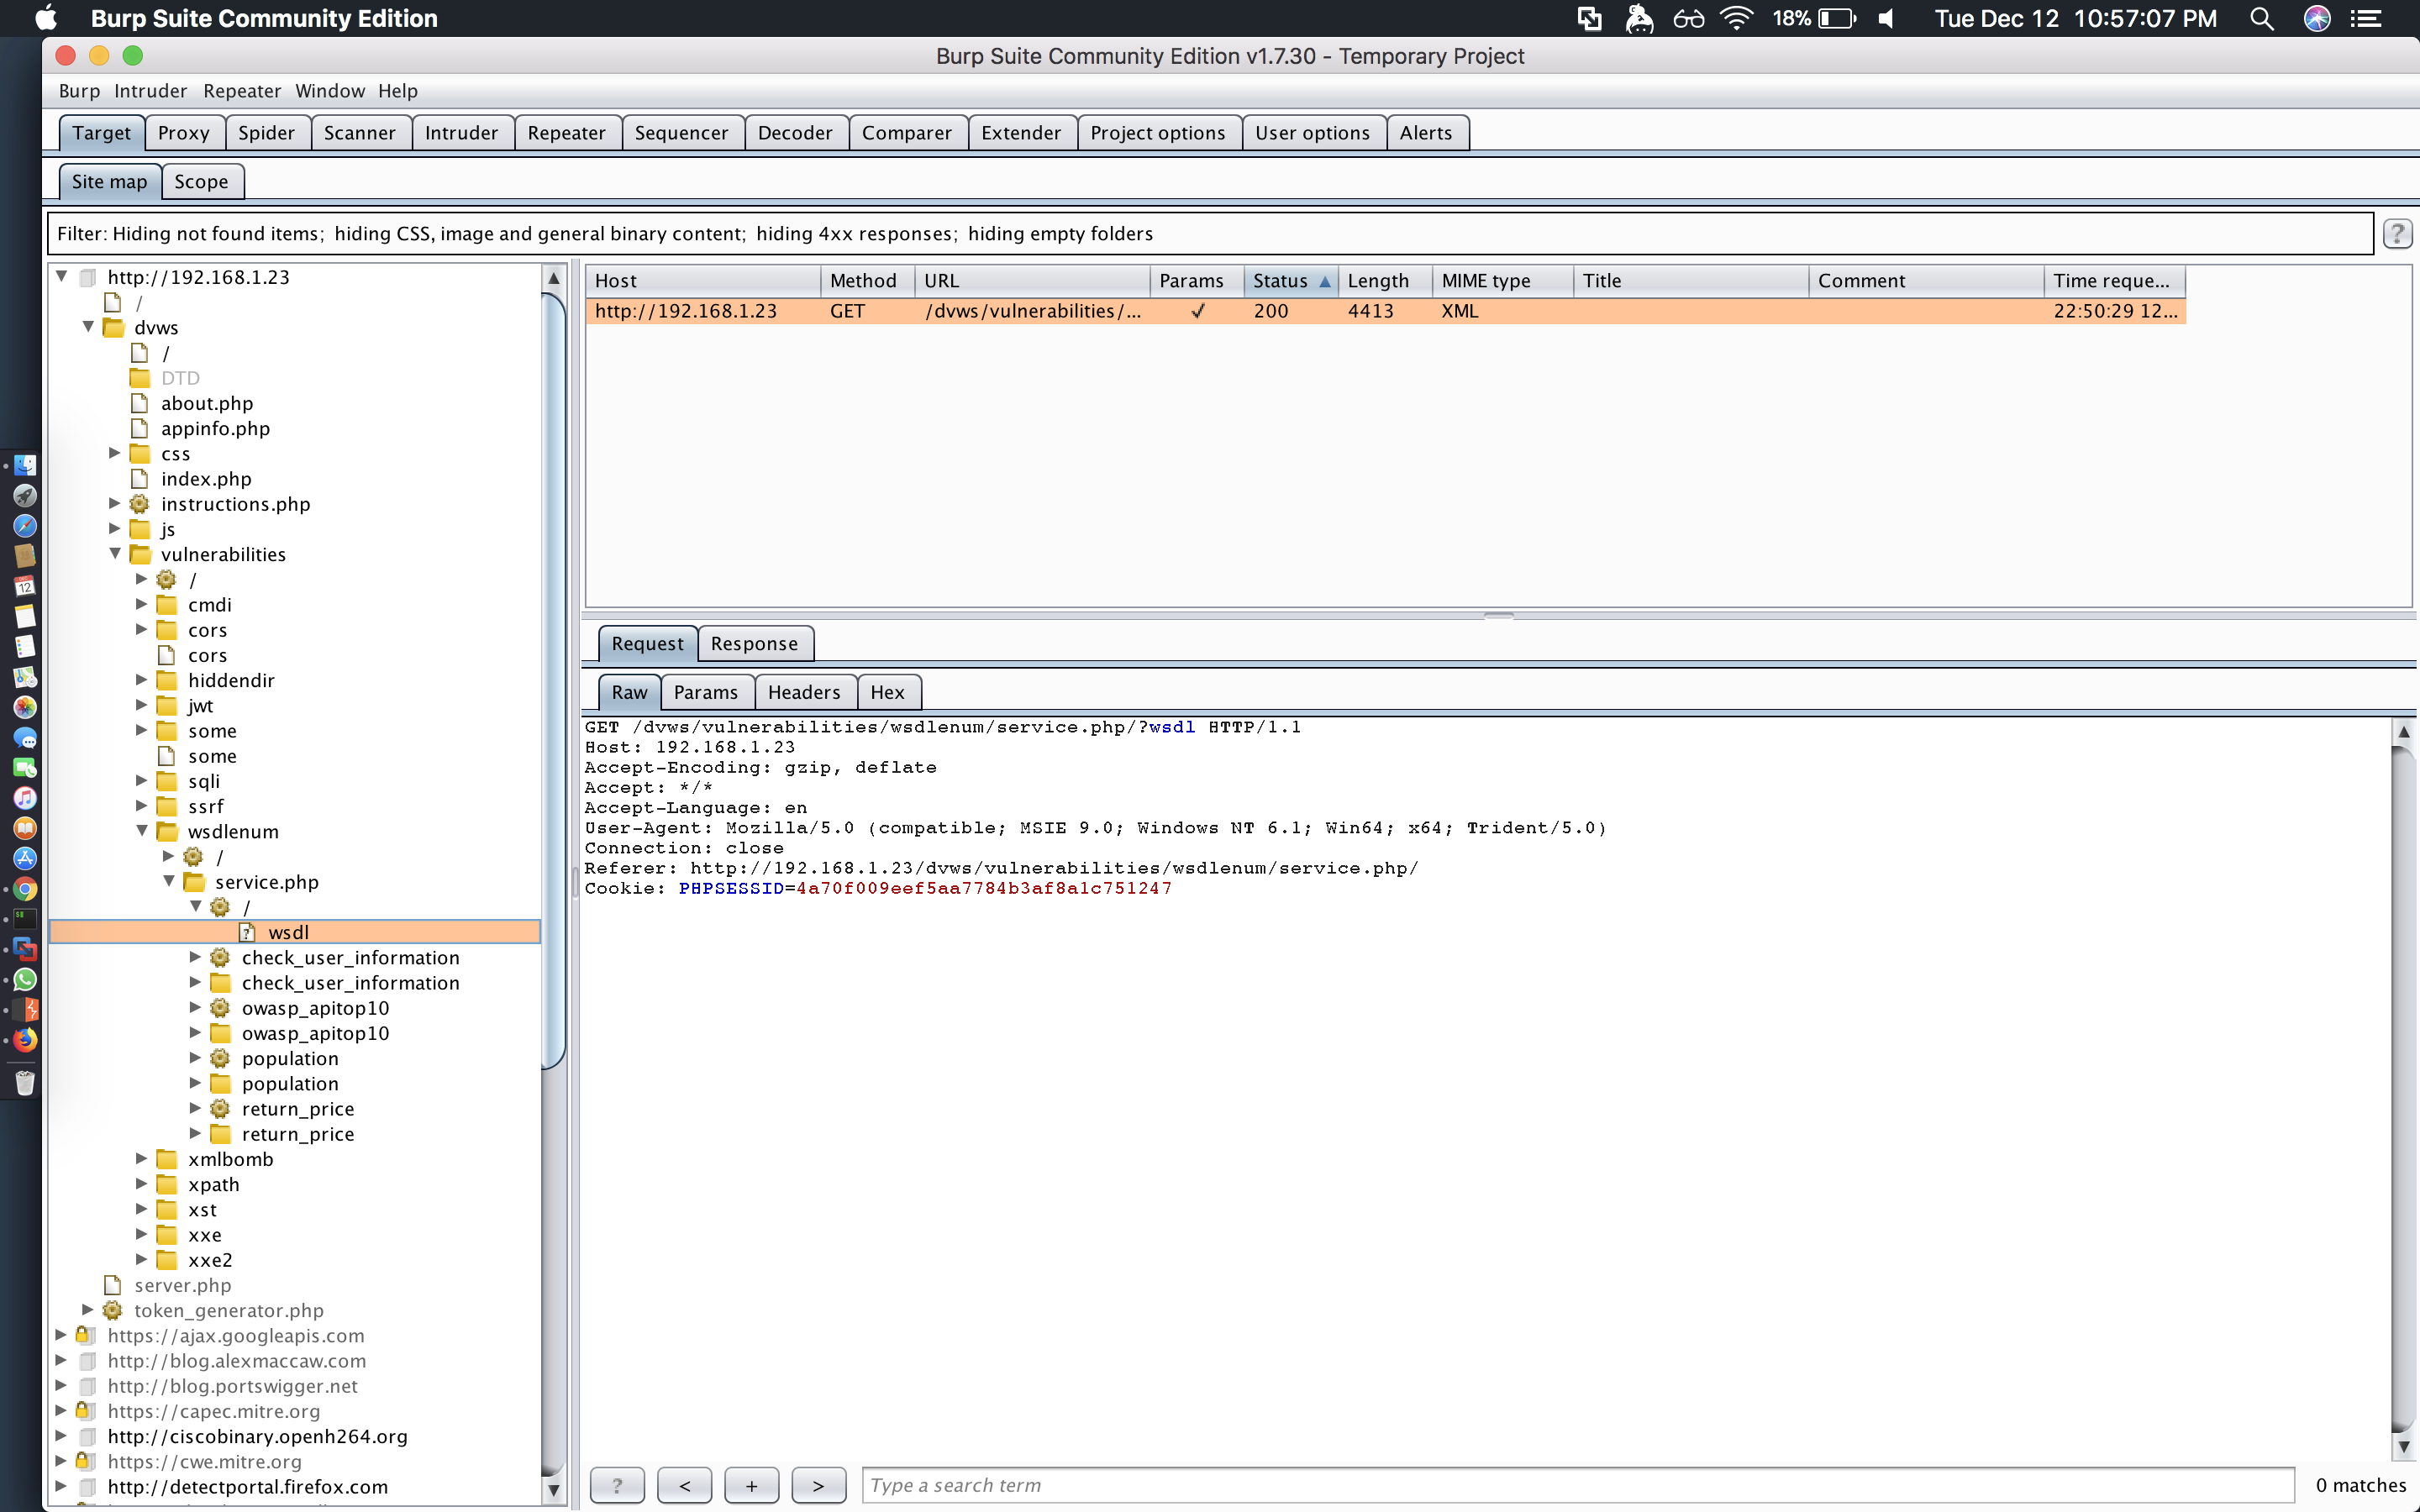 Burp Suite Community Edition 18% Tue Dec 12 10:57:07 PM
Burp Suite Community Edition v1.7.30 - Temporary Project
Burp Intruder Repeater Window Help
Target Proxy Spider Scanner Intruder Repeater Sequencer Decoder Comparer Extender Project options User options Alerts
Site map Scope
Filter: Hiding not found items; hiding CSS, image and general binary content; hiding 4xx responses; hiding empty folders ?
http://192.168.1.23
/
dvws
/
DTD
about.php
appinfo.php
css
index.php
instructions.php
js
vulnerabilities
/
cmdi
cors
cors
hiddendir
jwt
some
some
sqli
ssrf
wsdlenum
/
service.php
/
wsdl
check_user_information
check_user_information
owasp_apitop10
owasp_apitop10
population
population
return_price
return_price
xmlbomb
xpath
xst
xxe
xxe2
server.php
token_generator.php
https://ajax.googleapis.com
http://blog.alexmaccaw.com
http://blog.portswigger.net
https://capec.mitre.org
http://ciscobinary.openh264.org
https://cwe.mitre.org
http://detectportal.firefox.com
Host Method URL Params Status Length MIME type Title Comment Time reque...
http://192.168.1.23 GET /dvws/vulnerabilities/... ✓ 200 4413 XML 22:50:29 12...
Request Response
Raw Params Headers Hex
GET /dvws/vulnerabilities/wsdlenum/service.php/?wsdl HTTP/1.1
Host: 192.168.1.23
Accept-Encoding: gzip, deflate
Accept: */*
Accept-Language: en
User-Agent: Mozilla/5.0 (compatible; MSIE 9.0; Windows NT 6.1; Win64; x64; Trident/5.0)
Connection: close
Referer: http://192.168.1.23/dvws/vulnerabilities/wsdlenum/service.php/
Cookie: PHPSESSID=4a70f009eef5aa7784b3af8a1c751247
? < + > Type a search term 0 matches